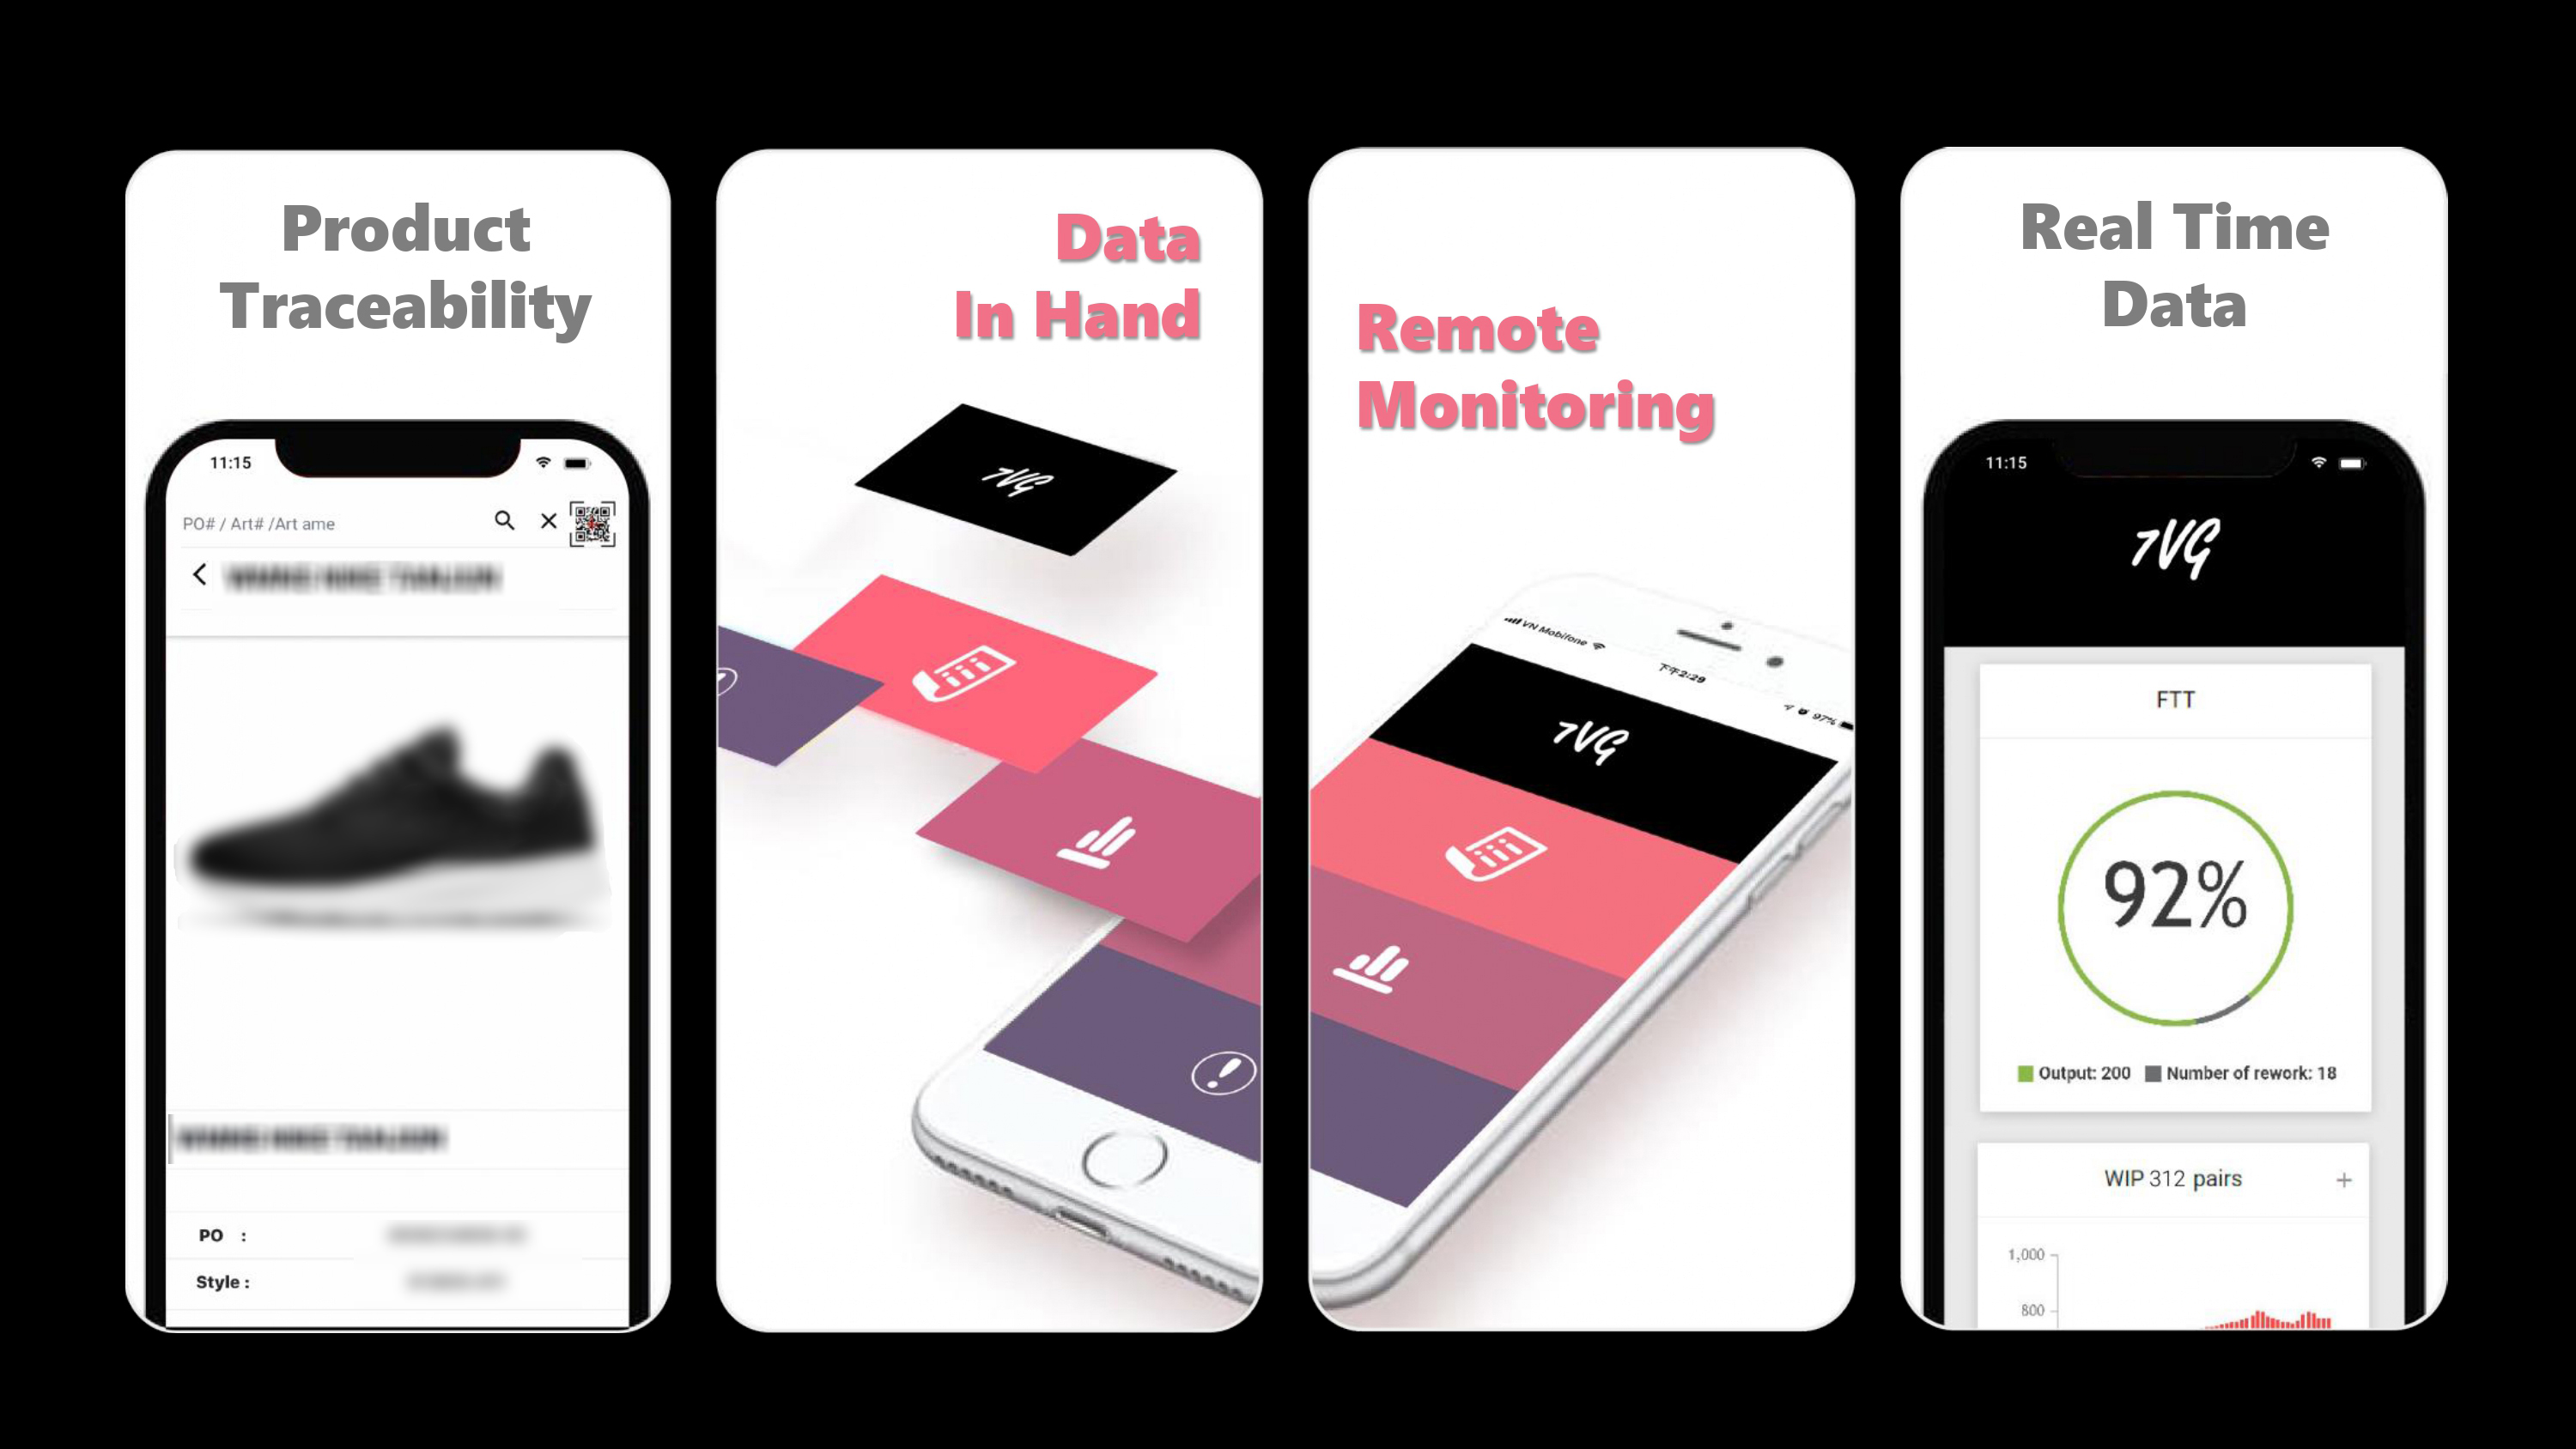 Product
Traceability
11:15
PO# / Art# /Art ame
PO :
Style :
Data
In Hand
7VG
Remote
Monitoring
VN Mobifone
下午2:29
97%
7VG
Real Time
Data
11:15
7VG
FTT
92%
Output: 200 Number of rework: 18
WIP 312 pairs +
1,000
800